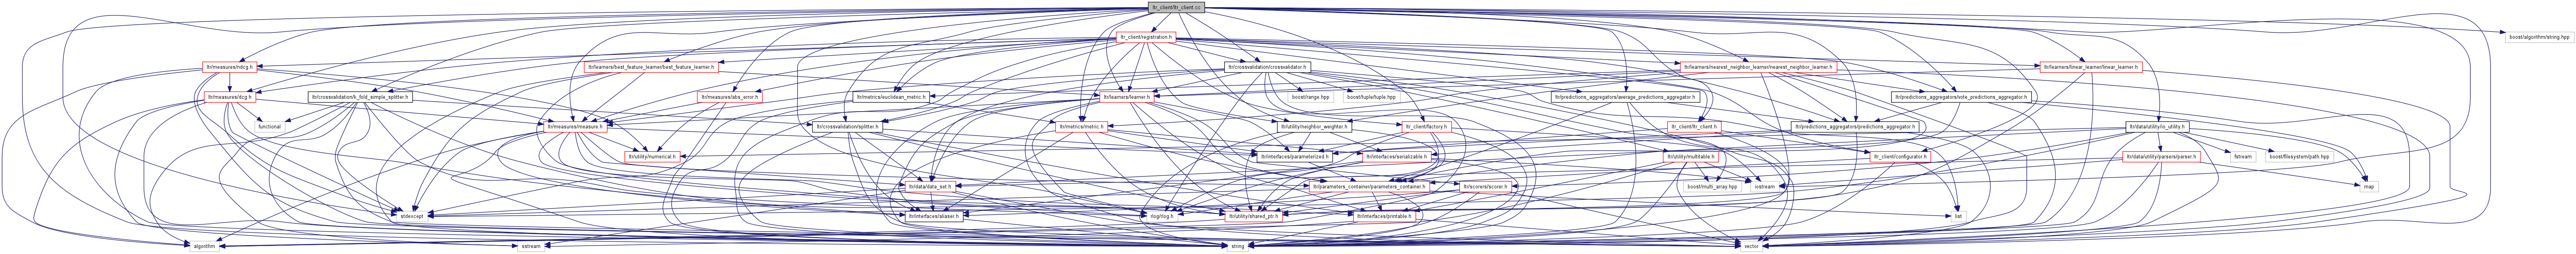 ltr_client/ltr_client.cc
ltr_client/registration.h
boost/algorithm/string.hpp
ltr/measures/ndcg.h
ltr/learners/best_feature_learner/best_feature_learner.h
ltr/crossvalidation/crossvalidator.h
ltr/learners/nearest_neighbor_learner/nearest_neighbor_learner.h
ltr/learners/linear_learner/linear_learner.h
ltr/measures/dcg.h
ltr/crossvalidation/k_fold_simple_splitter.h
ltr/measures/abs_error.h
ltr/metrics/euclidean_metric.h
ltr/learners/learner.h
boost/range.hpp
boost/tuple/tuple.hpp
ltr/predictions_aggregators/average_predictions_aggregator.h
ltr/predictions_aggregators/vote_predictions_aggregator.h
functional
ltr/measures/measure.h
ltr/crossvalidation/splitter.h
ltr/metrics/metric.h
ltr/utility/neighbor_weighter.h
ltr_client/factory.h
ltr_client/ltr_client.h
ltr/predictions_aggregators/predictions_aggregator.h
ltr/data/utility/io_utility.h
ltr/utility/numerical.h
ltr/interfaces/parameterized.h
ltr/interfaces/serializable.h
ltr/utility/multitable.h
ltr_client/configurator.h
ltr/data/utility/parsers/parser.h
fstream
boost/filesystem/path.hpp
ltr/data/data_set.h
ltr/parameters_container/parameters_container.h
ltr/scorers/scorer.h
boost/multi_array.hpp
iostream
map
stdexcept
ltr/interfaces/aliaser.h
rlog/rlog.h
ltr/utility/shared_ptr.h
ltr/interfaces/printable.h
list
algorithm
sstream
string
vector